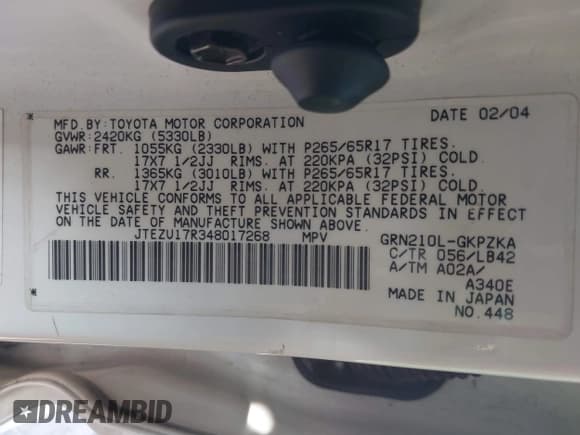 MFD.BY:TOYOTA MOTOR CORPORATION DATE 02/04
GVWR:2420KG (5330LB)
GAWR:FRT. 1055KG (2330LB) WITH P265/65R17 TIRES.
17X7 1/2JJ RIMS. AT 220KPA (32PSI) COLD.
RR. 1365KG (3010LB) WITH P265/65R17 TIRES.
17X7 1/2JJ RIMS. AT 220KPA (32PSI) COLD.
THIS VEHICLE CONFORMS TO ALL APPLICABLE FEDERAL MOTOR
VEHICLE SAFETY AND THEFT PREVENTION STANDARDS IN EFFECT
ON THE DATE OF MANUFACTURE SHOWN ABOVE.
JTEZU17R348017268 MPV GRN210L-GKPZKA
C/TR 056/LB42
A/TM A02A/
A340E
MADE IN JAPAN
NO.448
DREAMBID